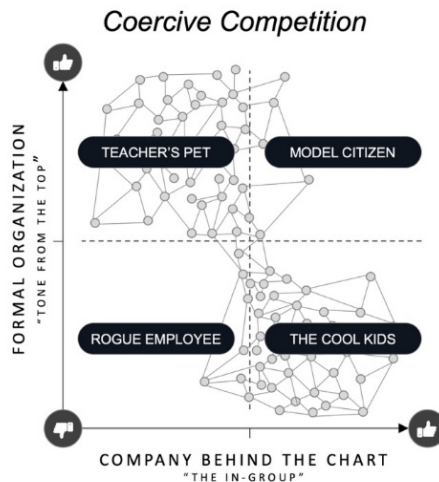 Coercive Competition
FORMAL ORGANIZATION
"TONE FROM THE TOP"
TEACHER'S PET
MODEL CITIZEN
ROGUE EMPLOYEE
THE COOL KIDS
COMPANY BEHIND THE CHART
"THE IN-GROUP"